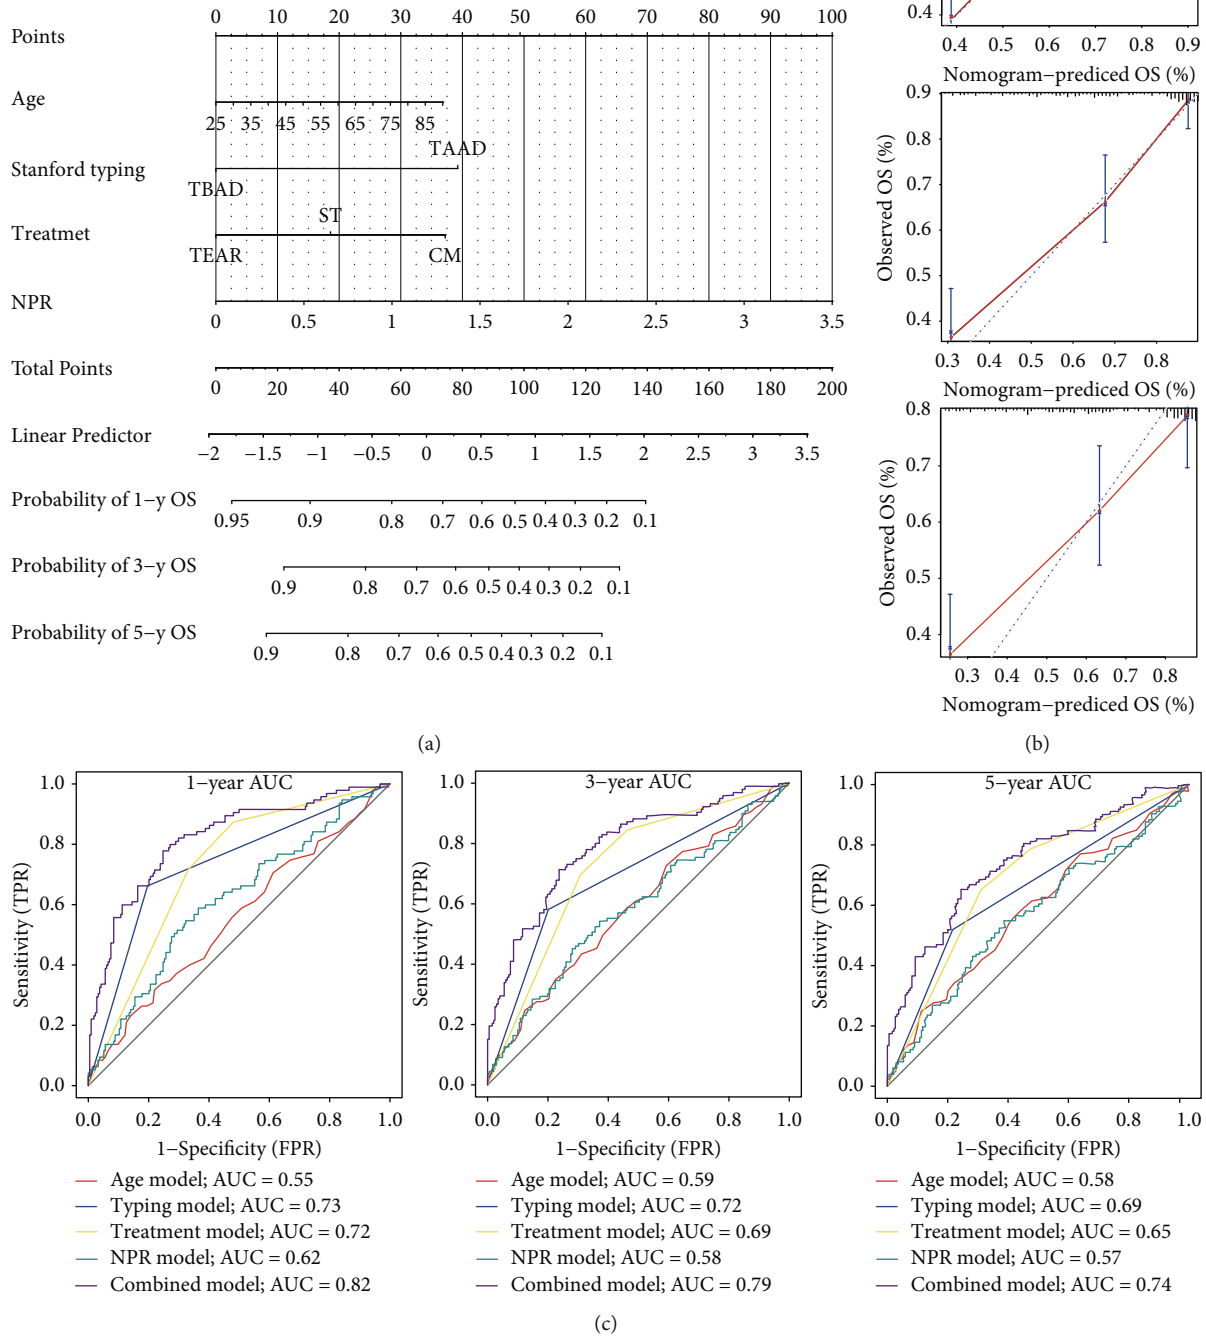 Points
0 10 20 30 40 50 60 70 80 90 100
Age
25 35 45 55 65 75 85
Stanford typing
TAAD
TBAD
Treatmet
ST
TEAR CM
NPR
0 0.5 1 1.5 2 2.5 3 3.5
Total Points
0 20 40 60 80 100 120 140 160 180 200
Linear Predictor
−2 −1.5 −1 −0.5 0 0.5 1 1.5 2 2.5 3 3.5
Probability of 1−y OS
0.95 0.9 0.8 0.7 0.6 0.5 0.4 0.3 0.2 0.1
Probability of 3−y OS
0.9 0.8 0.7 0.6 0.5 0.4 0.3 0.2 0.1
Probability of 5−y OS
0.9 0.8 0.7 0.6 0.5 0.4 0.3 0.2 0.1
(a)
0.4
0.4 0.5 0.6 0.7 0.8 0.9
Nomogram−prediced OS (%)
Observed OS (%)
0.9
0.8
0.7
0.6
0.5
0.4
0.3 0.4 0.5 0.6 0.7 0.8
Nomogram−prediced OS (%)
Observed OS (%)
0.8
0.7
0.6
0.5
0.4
0.3 0.4 0.5 0.6 0.7 0.8
Nomogram−prediced OS (%)
(b)
1−year AUC
Sensitivity (TPR)
1.0
0.8
0.6
0.4
0.2
0.0
0.0 0.2 0.4 0.6 0.8 1.0
1−Specificity (FPR)
Age model; AUC = 0.55
Typing model; AUC = 0.73
Treatment model; AUC = 0.72
NPR model; AUC = 0.62
Combined model; AUC = 0.82
3−year AUC
Sensitivity (TPR)
1.0
0.8
0.6
0.4
0.2
0.0
0.0 0.2 0.4 0.6 0.8 1.0
1−Specificity (FPR)
Age model; AUC = 0.59
Typing model; AUC = 0.72
Treatment model; AUC = 0.69
NPR model; AUC = 0.58
Combined model; AUC = 0.79
5−year AUC
Sensitivity (TPR)
1.0
0.8
0.6
0.4
0.2
0.0
0.0 0.2 0.4 0.6 0.8 1.0
1−Specificity (FPR)
Age model; AUC = 0.58
Typing model; AUC = 0.69
Treatment model; AUC = 0.65
NPR model; AUC = 0.57
Combined model; AUC = 0.74
(c)